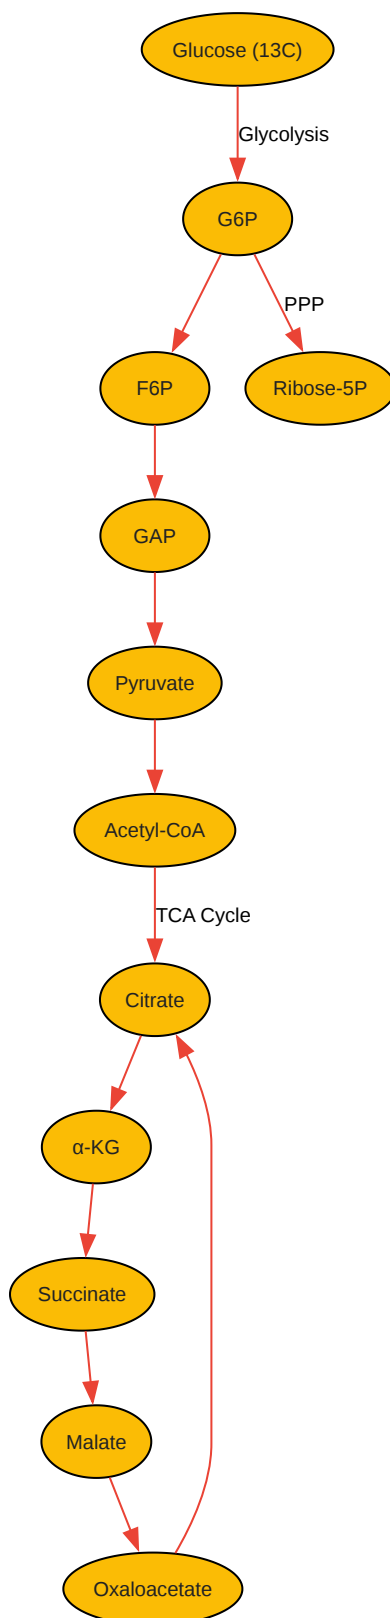 Glucose (13C)
Glycolysis
G6P
PPP
F6P
Ribose-5P
GAP
Pyruvate
Acetyl-CoA
TCA Cycle
Citrate
α-KG
Succinate
Malate
Oxaloacetate